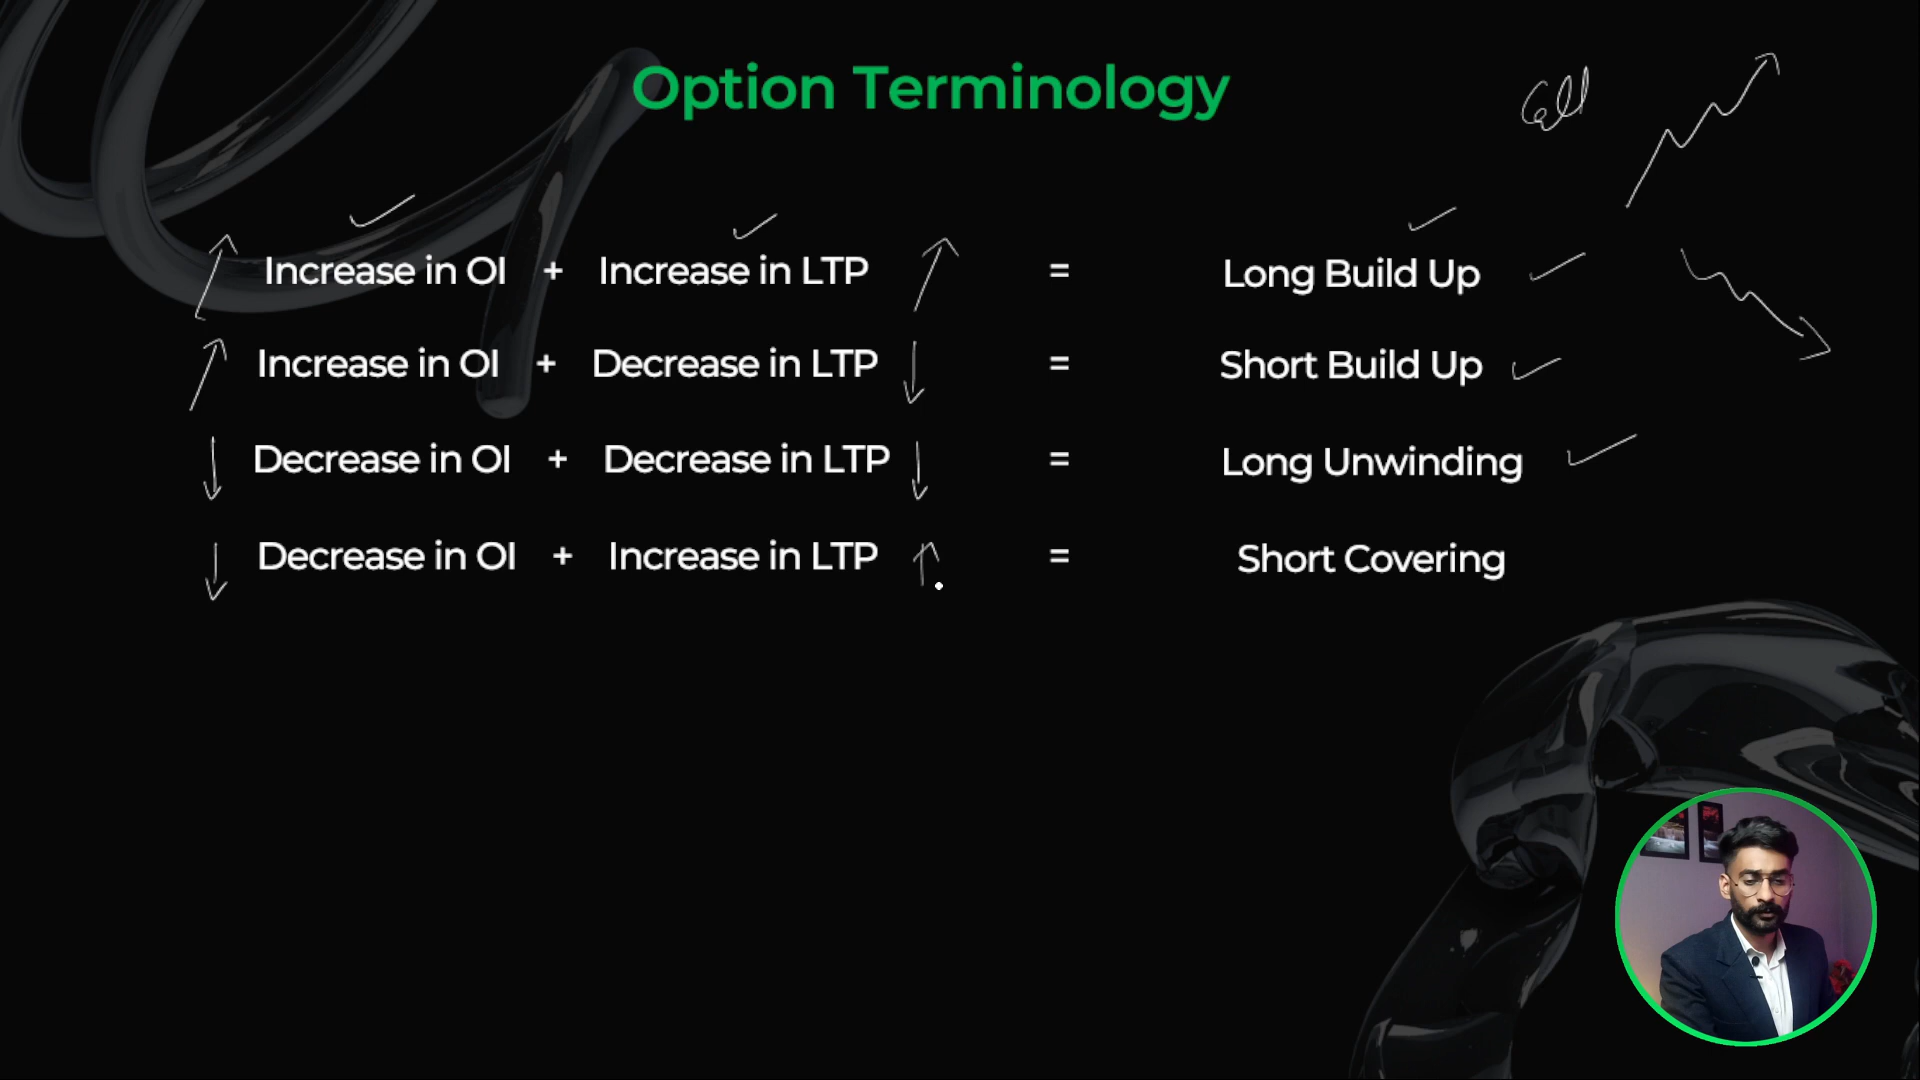 Option Terminology
Call
Increase in OI + Increase in LTP = Long Build Up
Increase in OI + Decrease in LTP = Short Build Up
Decrease in OI + Decrease in LTP = Long Unwinding
Decrease in OI + Increase in LTP = Short Covering